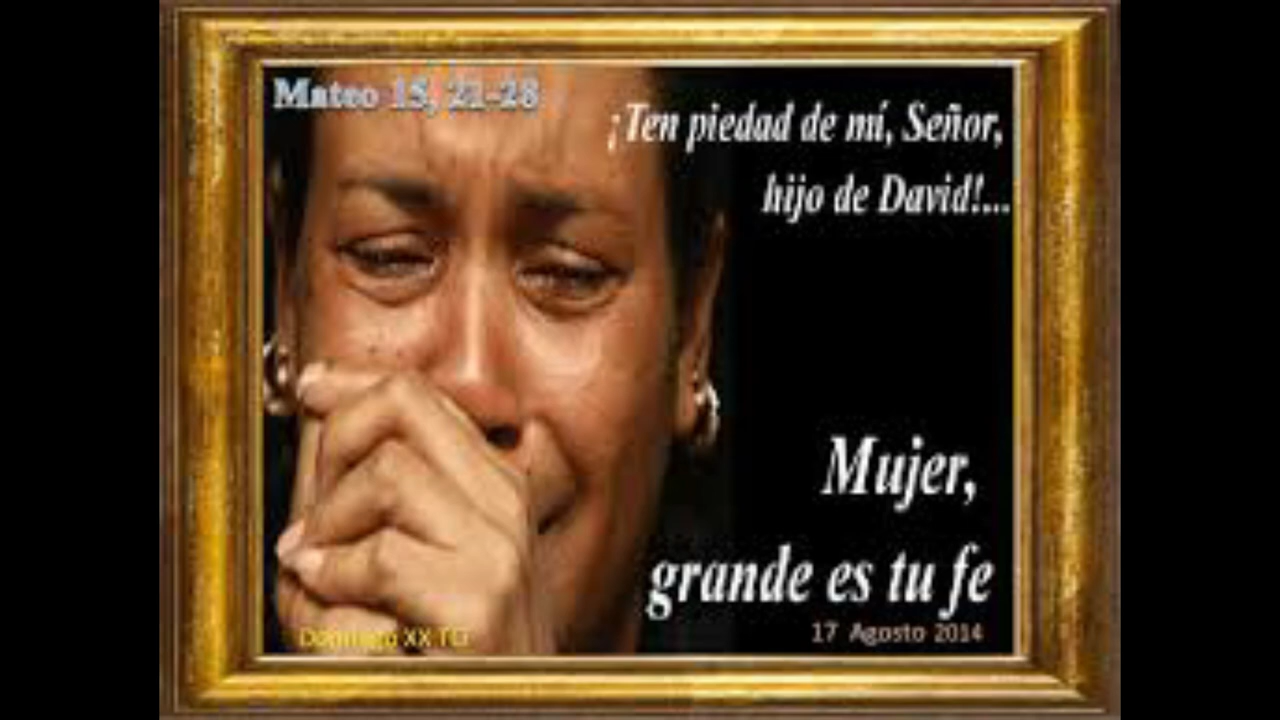 Mateo 15, 21-28
¡Ten piedad de mí, Señor,
hijo de David!...
Mujer,
grande es tu fe
17 Agosto 2014
Domingo XX TO